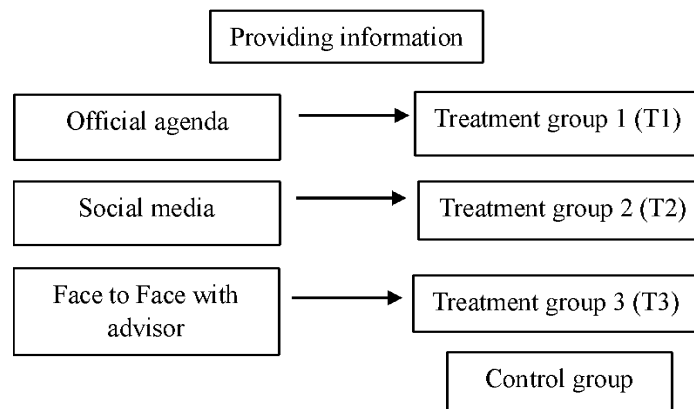 Providing information
Official agenda
Treatment group 1 (T1)
Social media
Treatment group 2 (T2)
Face to Face with
advisor
Treatment group 3 (T3)
Control group